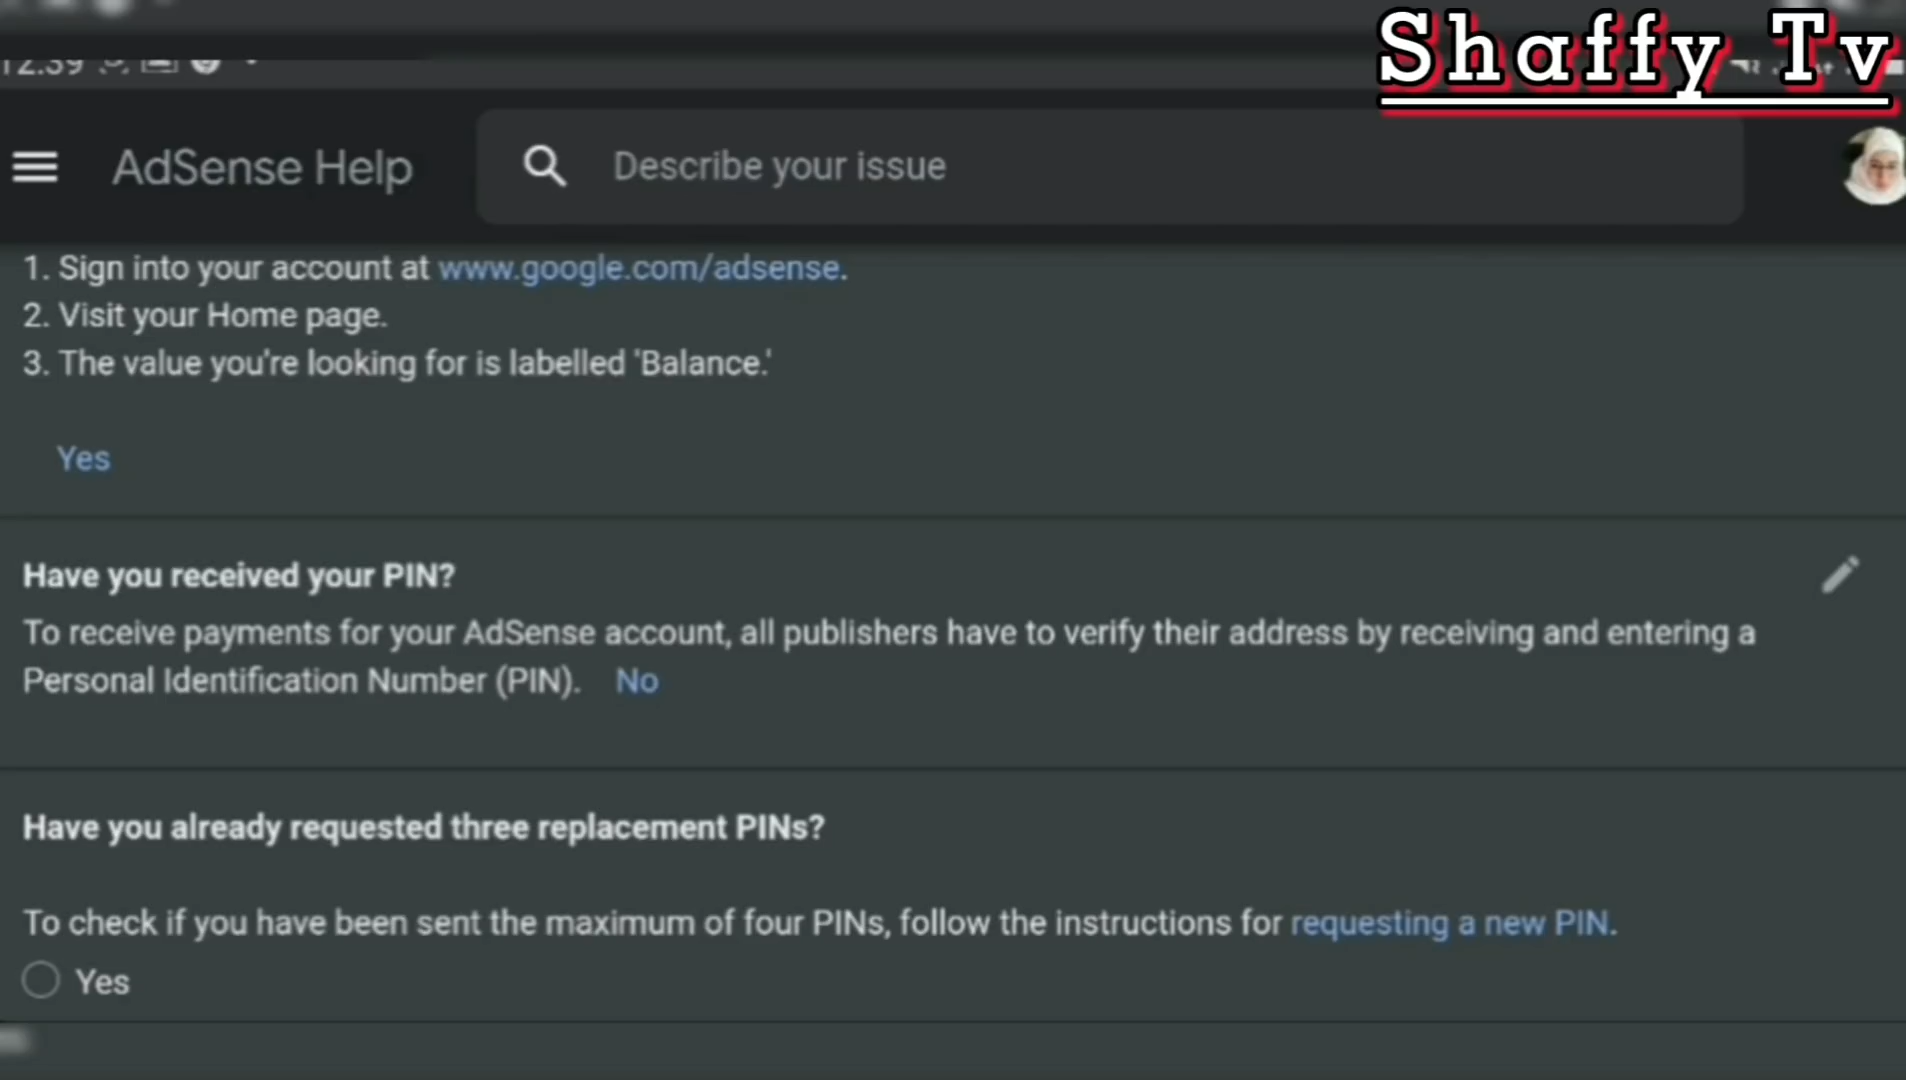 Shaffy Tv
12.39
AdSense Help
Describe your issue
1. Sign into your account at www.google.com/adsense.
2. Visit your Home page.
3. The value you're looking for is labelled 'Balance.'
Yes
Have you received your PIN?
To receive payments for your AdSense account, all publishers have to verify their address by receiving and entering a
Personal Identification Number (PIN). No
Have you already requested three replacement PINs?
To check if you have been sent the maximum of four PINs, follow the instructions for requesting a new PIN.
Yes